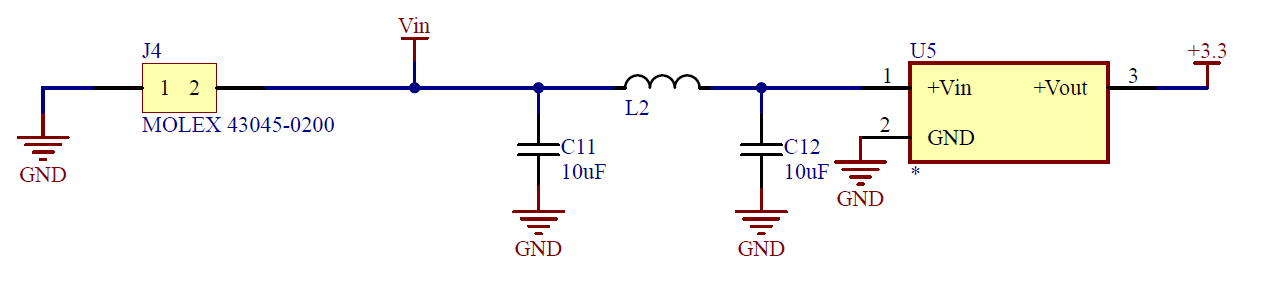 Vin
J4
1 2
MOLEX 43045-0200
GND
L2
C11
10uF
GND
C12
10uF
GND
U5
1
+Vin
+Vout
3
+3.3
2
GND
*
GND